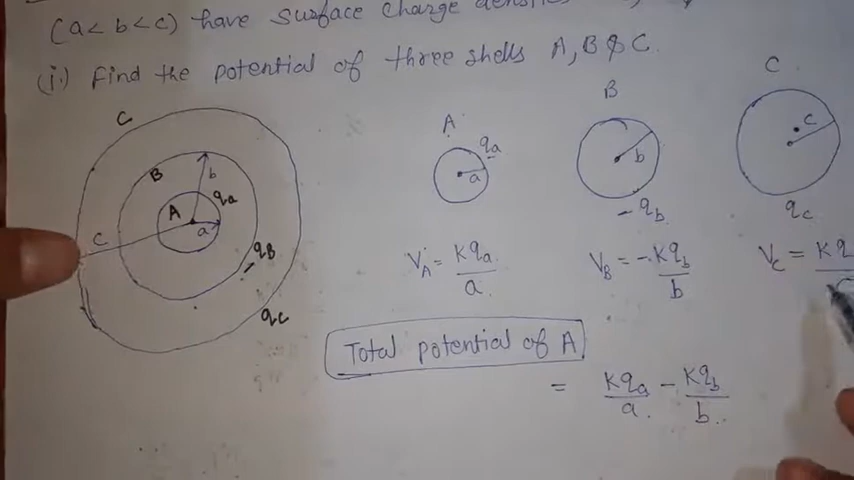 (a < b < c) have surface charge
(i.) Find the potential of three shells A, B & C.
C
B
b
A
a
qa
C
qB
-
qC
A
qa
a
B
b
- qb
C
c
qc
VA = Kqa/a
VB = -Kqb/b
VC = Kq
Total potential of A
= Kqa/a - Kqb/b